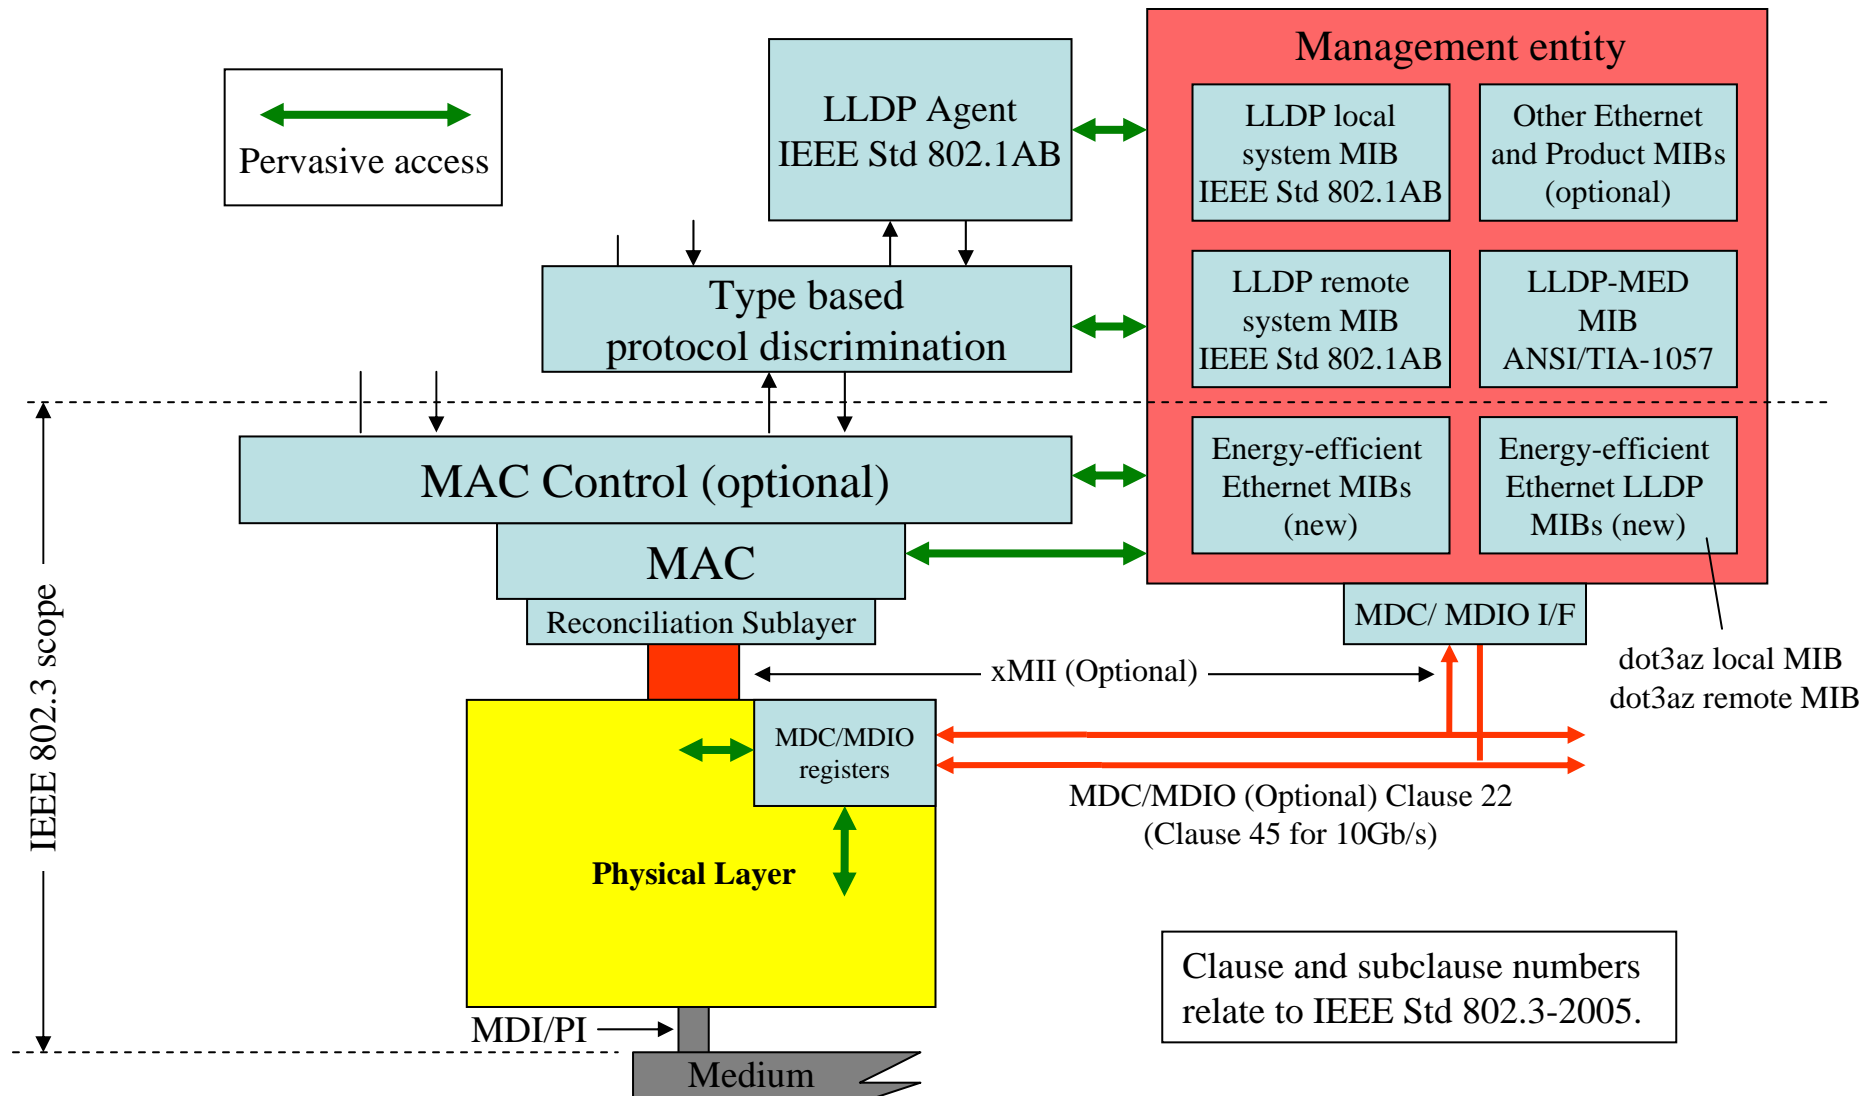 Management entity
Pervasive access
LLDP Agent
IEEE Std 802.1AB
LLDP local
system MIB
IEEE Std 802.1AB
Other Ethernet
and Product MIBs
(optional)
Type based
protocol discrimination
LLDP remote
system MIB
IEEE Std 802.1AB
LLDP-MED
MIB
ANSI/TIA-1057
IEEE 802.3 scope
MAC Control (optional)
Energy-efficient
Ethernet MIBs
(new)
Energy-efficient
Ethernet LLDP
MIBs (new)
MAC
Reconciliation Sublayer
MDC/ MDIO I/F
xMII (Optional)
dot3az local MIB
dot3az remote MIB
MDC/MDIO
registers
MDC/MDIO (Optional) Clause 22
(Clause 45 for 10Gb/s)
Physical Layer
Clause and subclause numbers
relate to IEEE Std 802.3-2005.
MDI/PI
Medium